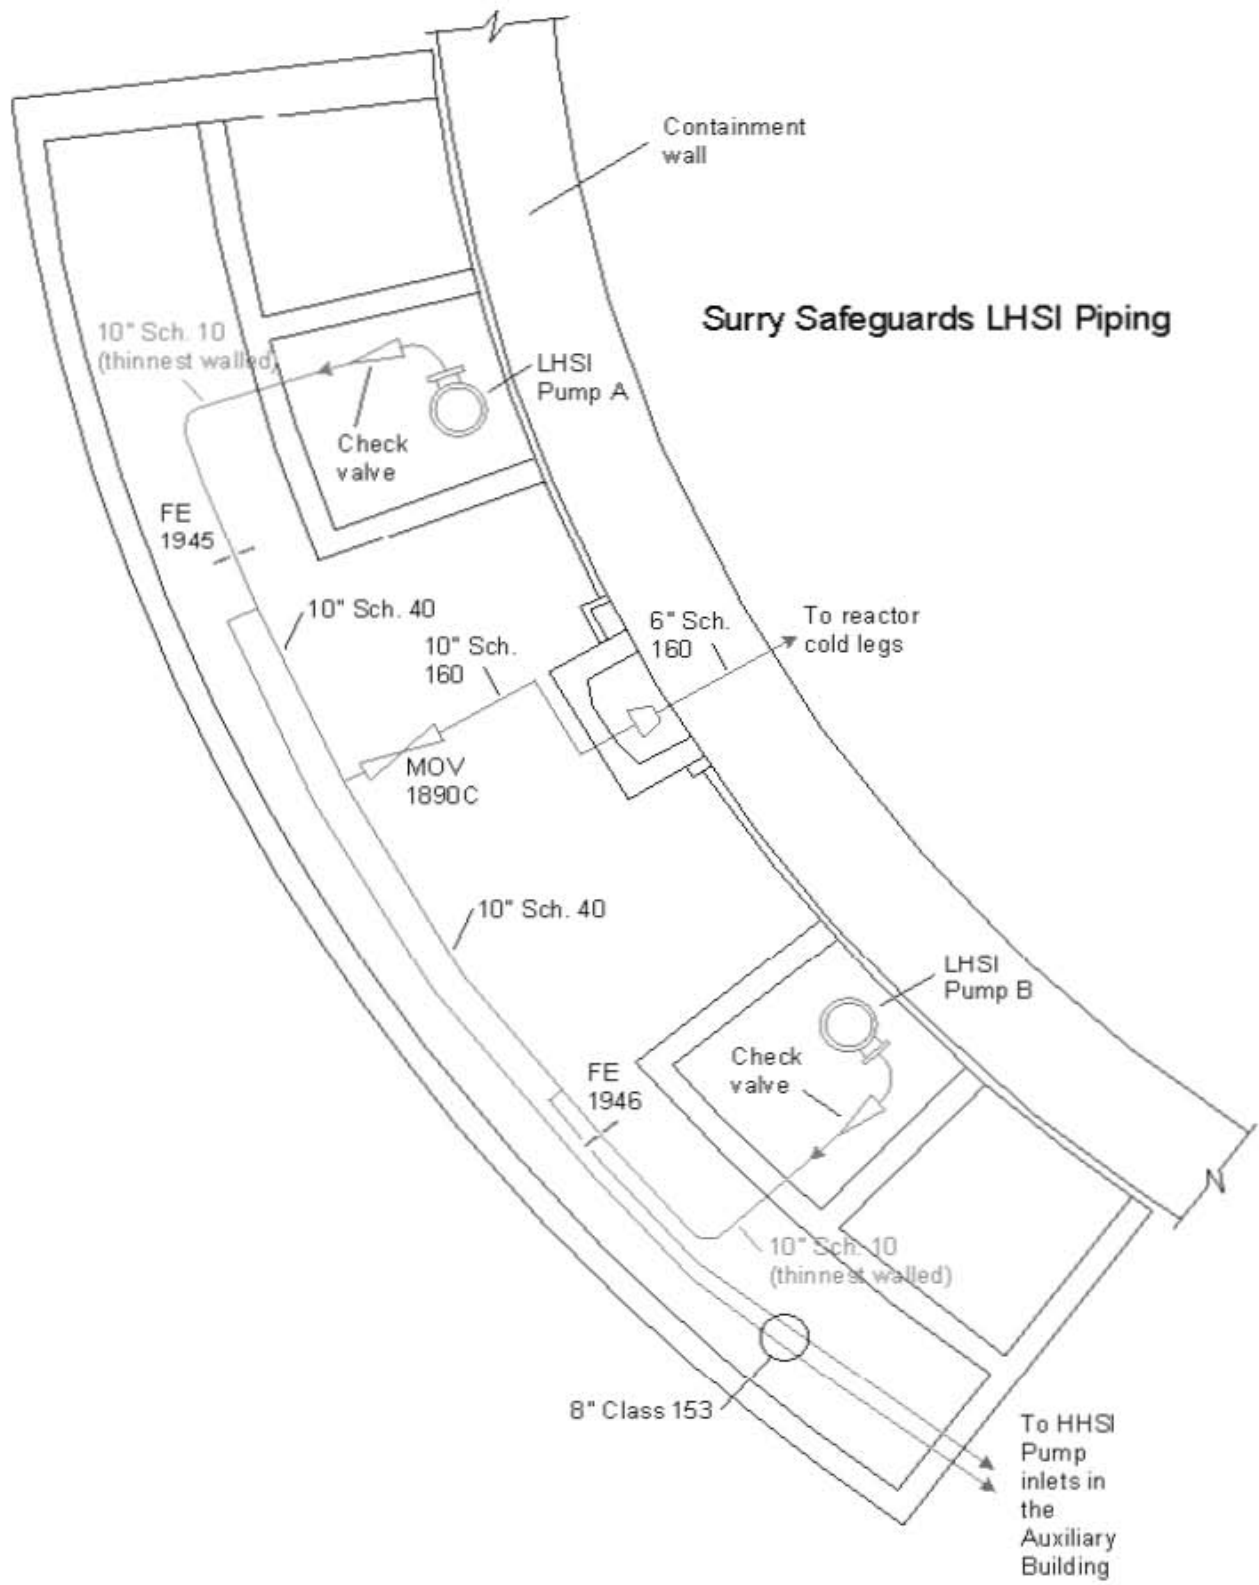 Containment
wall
Surry Safeguards LHSI Piping
10" Sch. 10
(thinnest walled)
LHSI
Pump A
Check
valve
FE
1945
10" Sch. 40
10" Sch.
160
6" Sch.
160
To reactor
cold legs
MOV
1890C
10" Sch. 40
LHSI
Pump B
Check
valve
FE
1946
10" Sch. 10
(thinnest walled)
8" Class 153
To HHSI
Pump
inlets in
the
Auxiliary
Building